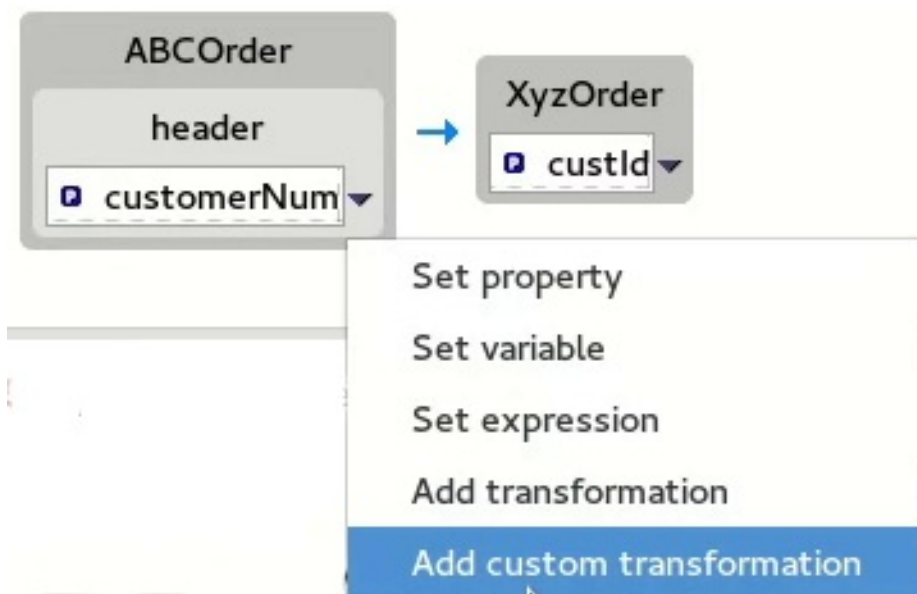 ABCOrder
header
customerNum
XyzOrder
custId
Set property
Set variable
Set expression
Add transformation
Add custom transformation